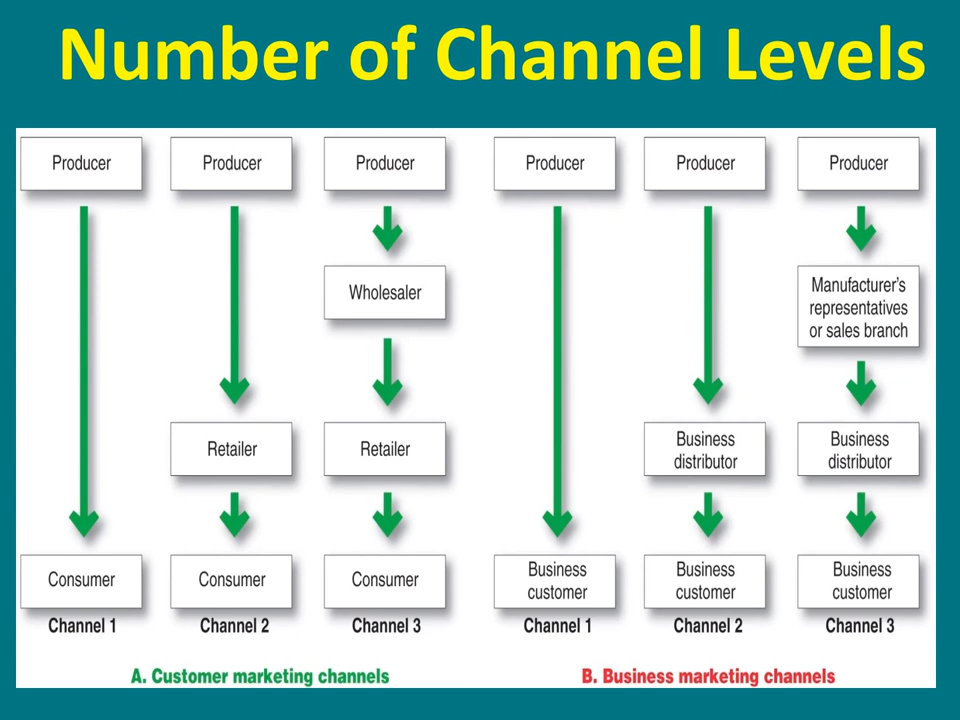 Number of Channel Levels
Producer
Producer
Producer
Producer
Producer
Producer
Wholesaler
Manufacturer's
representatives
or sales branch
Retailer
Retailer
Business
distributor
Business
distributor
Consumer
Consumer
Consumer
Business
customer
Business
customer
Business
customer
Channel 1
Channel 2
Channel 3
Channel 1
Channel 2
Channel 3
A. Customer marketing channels
B. Business marketing channels